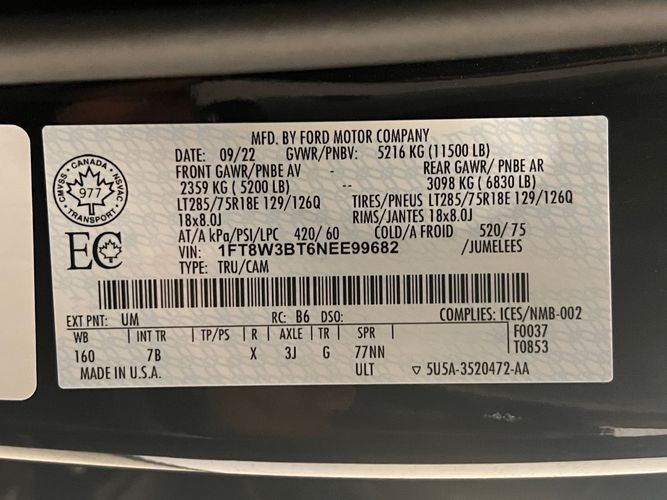 MFD. BY FORD MOTOR COMPANY
DATE: 09/22 GVWR/PNBV: 5216 KG (11500 LB)
FRONT GAWR/PNBE AV - REAR GAWR/ PNBE AR
2359 KG ( 5200 LB) -- 3098 KG ( 6830 LB)
LT285/75R18E 129/126Q TIRES/PNEUS LT285/75R18E 129/126Q
18x8.0J RIMS/JANTES 18x8.0J
AT/A kPa/PSI/LPC 420/ 60 COLD/A FROID 520/ 75
VIN: 1FT8W3BT6NEE99682 /JUMELEES
TYPE: TRU/CAM
CMVSS • CANADA • NSVAC
977
TRANSPORT
EC
EXT PNT: UM RC: B6 DSO: COMPLIES: ICES/NMB-002
WB | INT TR | TP/PS | R | AXLE | TR | SPR F0037
160 7B X 3J G 77NN T0853
MADE IN U.S.A. ULT ▽ 5U5A-3520472-AA